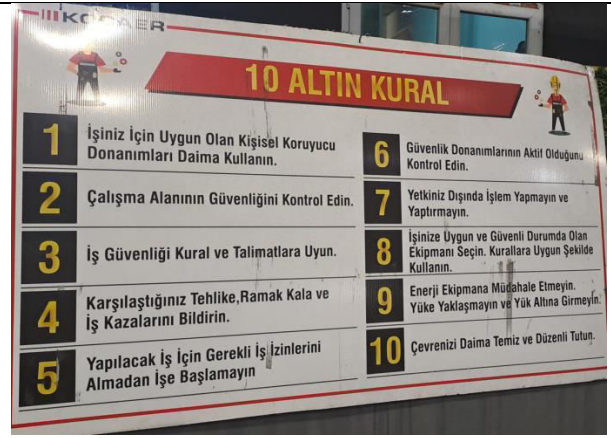 KOCAER
10 ALTIN KURAL
1
İşiniz İçin Uygun Olan Kişisel Koruyucu
Donanımları Daima Kullanın.
2
Çalışma Alanının Güvenliğini Kontrol Edin.
3
İş Güvenliği Kural ve Talimatlara Uyun.
4
Karşılaştığınız Tehlike,Ramak Kala ve
İş Kazalarını Bildirin.
5
Yapılacak İş İçin Gerekli İş İzinlerini
Almadan İşe Başlamayın
6
Güvenlik Donanımlarının Aktif Olduğunu
Kontrol Edin.
7
Yetkiniz Dışında İşlem Yapmayın ve
Yaptırmayın.
8
İşinize Uygun ve Güvenli Durumda Olan
Ekipmanı Seçin. Kurallara Uygun Şekilde
Kullanın.
9
Enerji Ekipmana Müdahale Etmeyin.
Yüke Yaklaşmayın ve Yük Altına Girmeyin.
10
Çevrenizi Daima Temiz ve Düzenli Tutun.